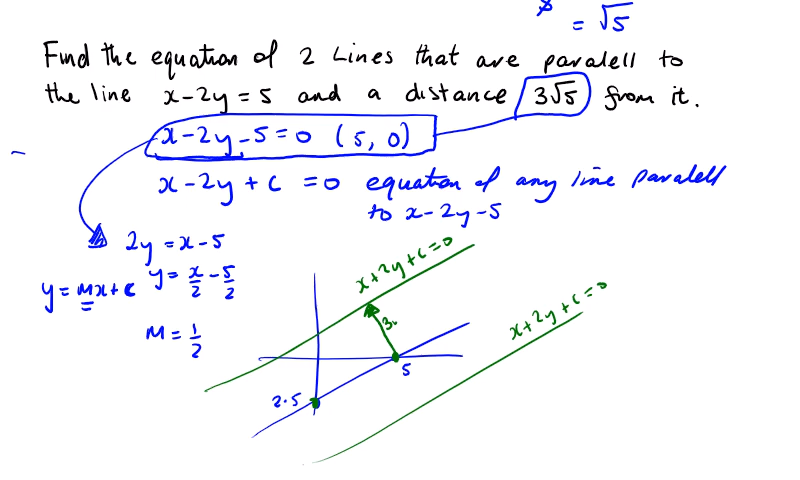 = √5
Find the equation of 2 Lines that are paralell to
the line x-2y=5 and a distance 3√5 from it.
x-2y-5=0 (5, 0)
x-2y+c =0 equation of any line paralell
to x-2y-5
2y =x-5
y=mx+c y= x/2 - 5/2
M = 1/2
x+2y+c=0
x+2y+c=0
3
5
2.5